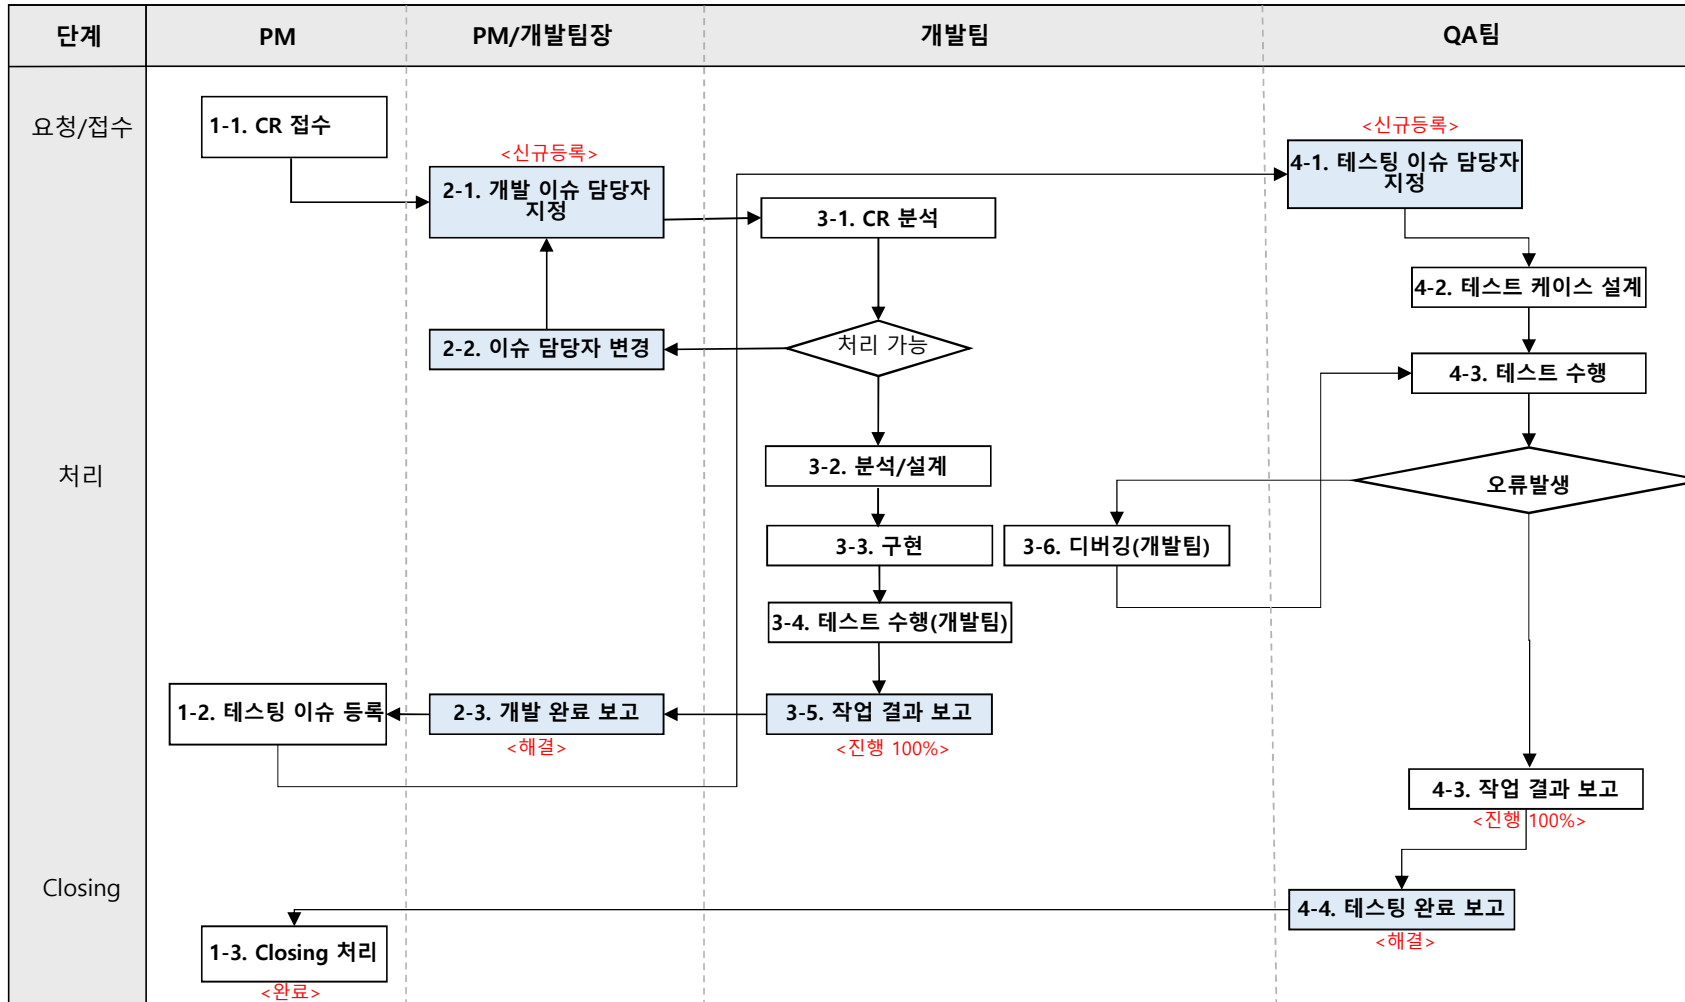 단계
PM
PM/개발팀장
개발팀
QA팀
요청/접수
1-1. CR 접수
<신규등록>
2-1. 개발 이슈 담당자
지정
3-1. CR 분석
<신규등록>
4-1. 테스팅 이슈 담당자
지정
4-2. 테스트 케이스 설계
2-2. 이슈 담당자 변경
처리 가능
4-3. 테스트 수행
처리
3-2. 분석/설계
오류발생
3-3. 구현
3-6. 디버깅(개발팀)
3-4. 테스트 수행(개발팀)
1-2. 테스팅 이슈 등록
2-3. 개발 완료 보고
<해결>
3-5. 작업 결과 보고
<진행 100%>
4-3. 작업 결과 보고
<진행 100%>
Closing
4-4. 테스팅 완료 보고
<해결>
1-3. Closing 처리
<완료>